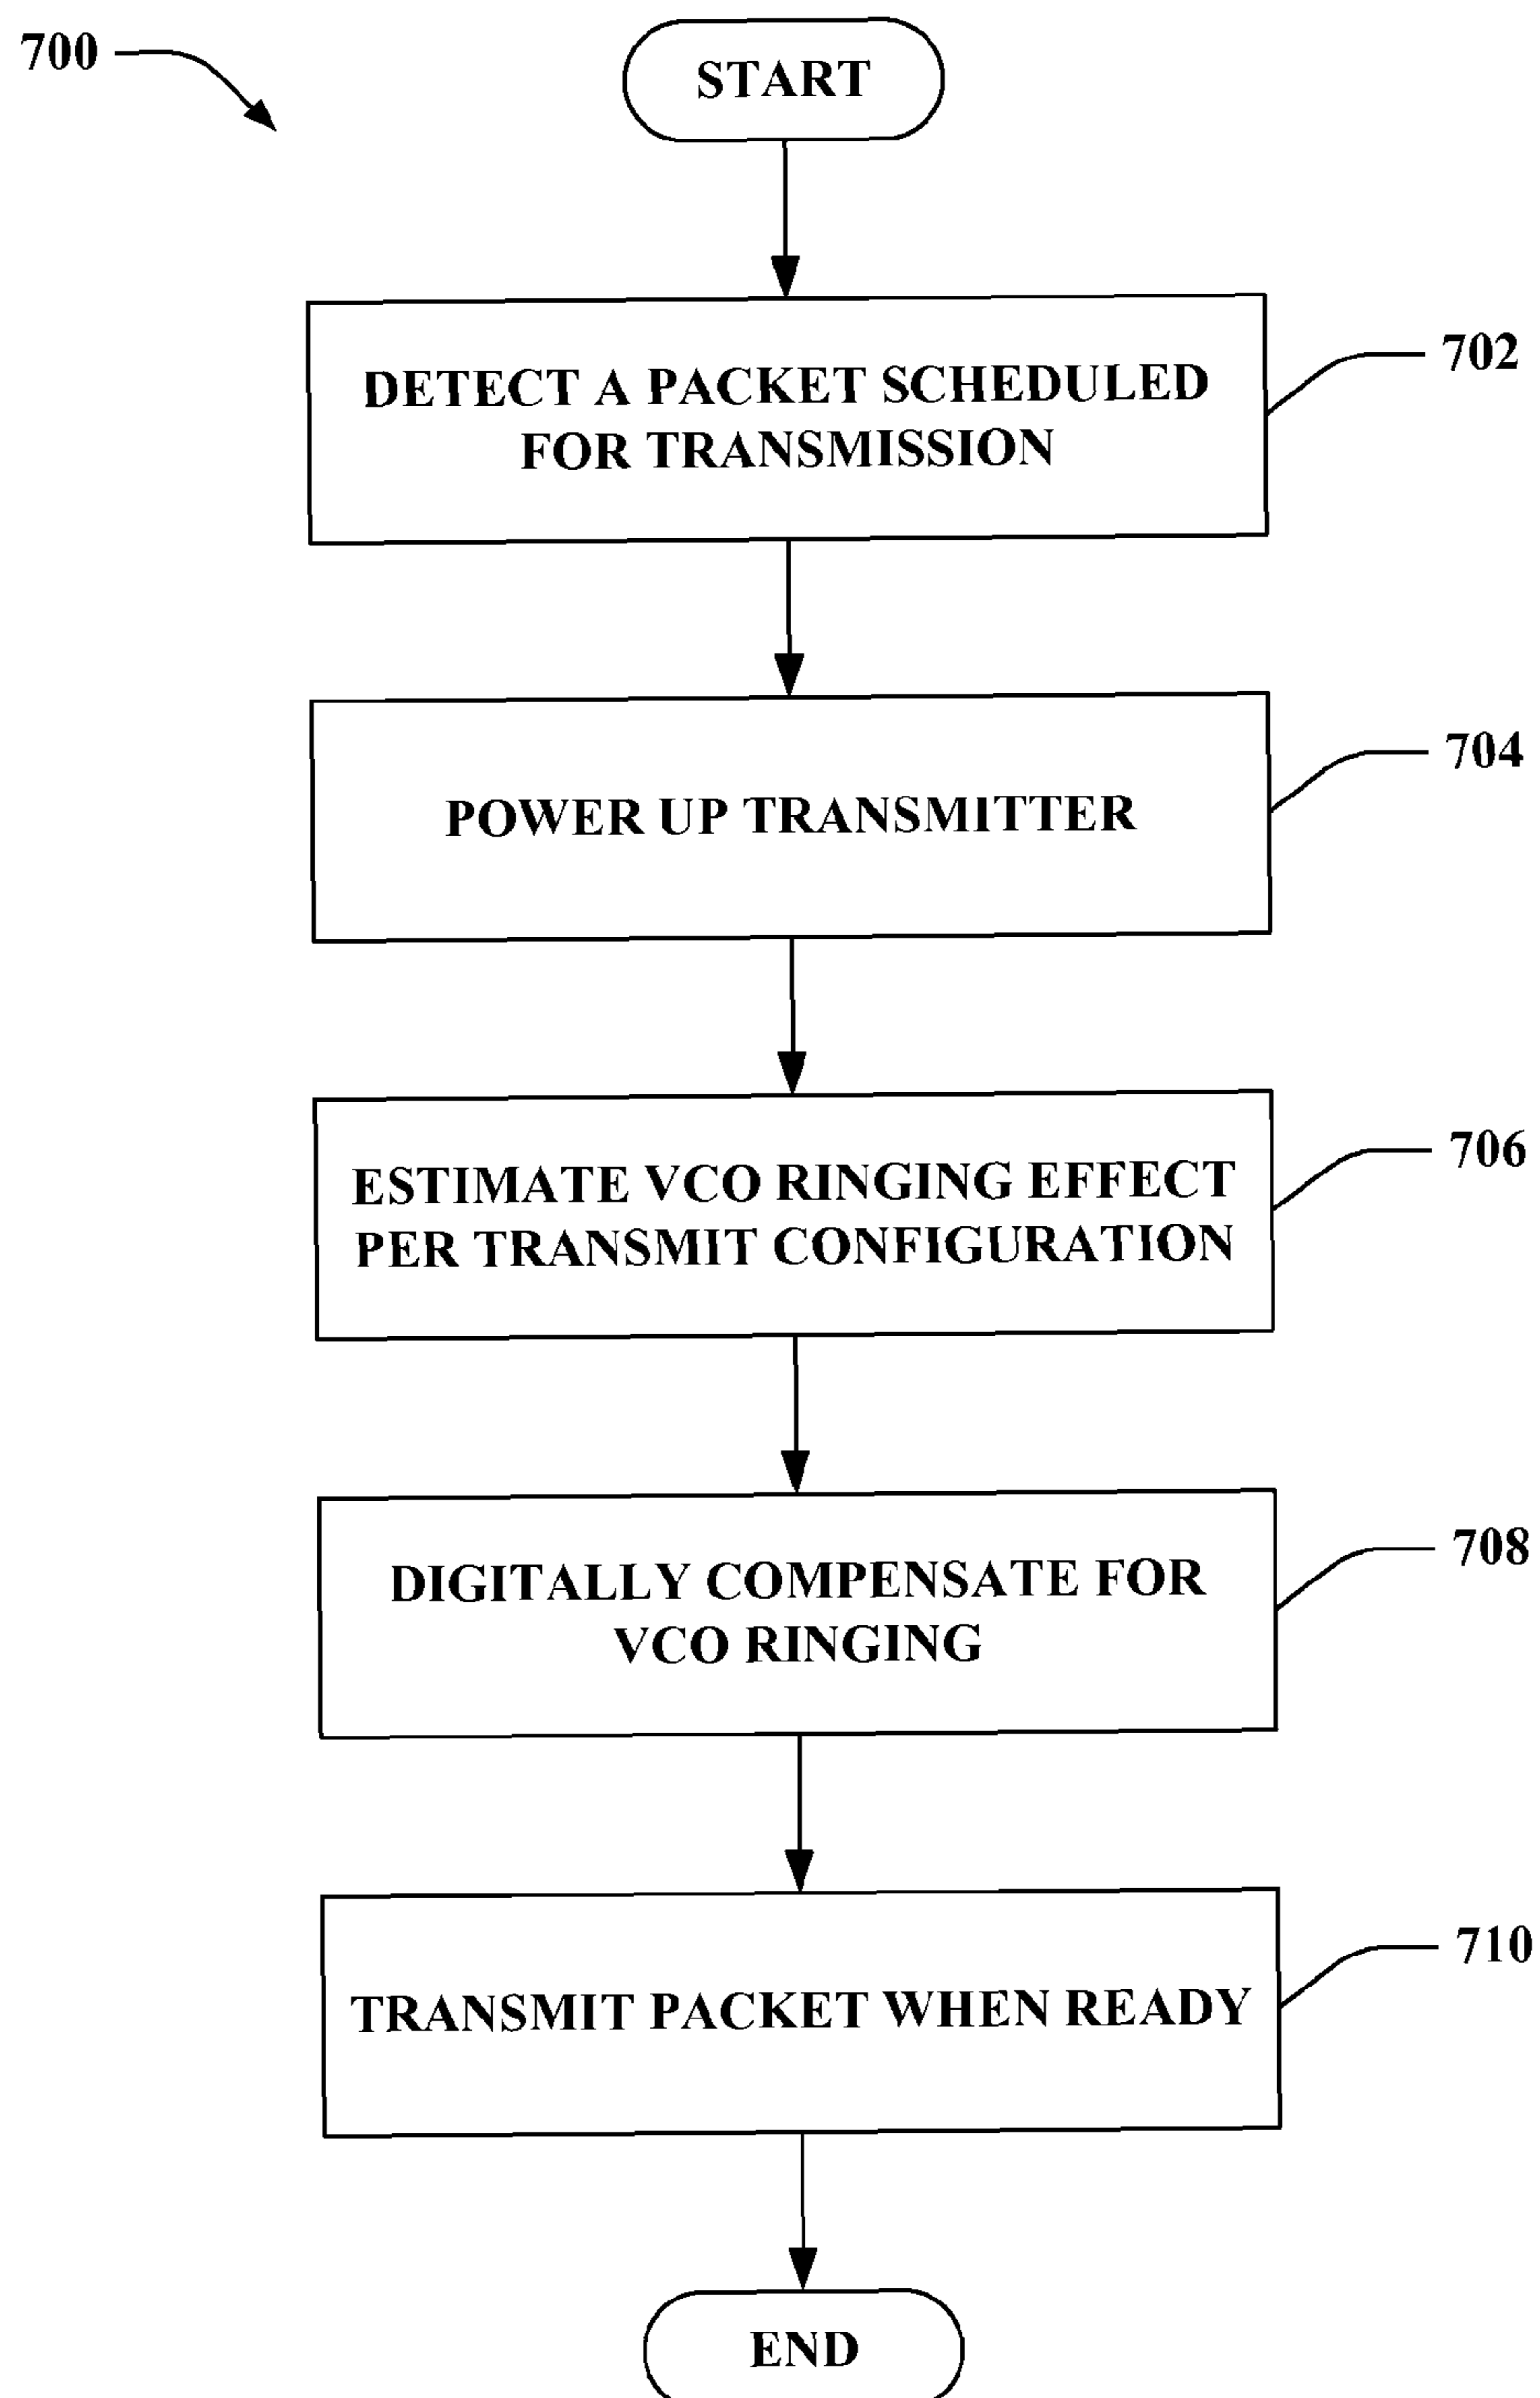 700
START
DETECT A PACKET SCHEDULED
FOR TRANSMISSION
702
POWER UP TRANSMITTER
704
ESTIMATE VCO RINGING EFFECT
PER TRANSMIT CONFIGURATION
706
DIGITALLY COMPENSATE FOR
VCO RINGING
708
TRANSMIT PACKET WHEN READY
710
END